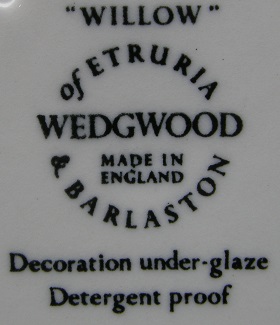 "WILLOW"
of ETRURIA
WEDGWOOD
MADE IN
ENGLAND
& BARLASTON
Decoration under-glaze
Detergent proof